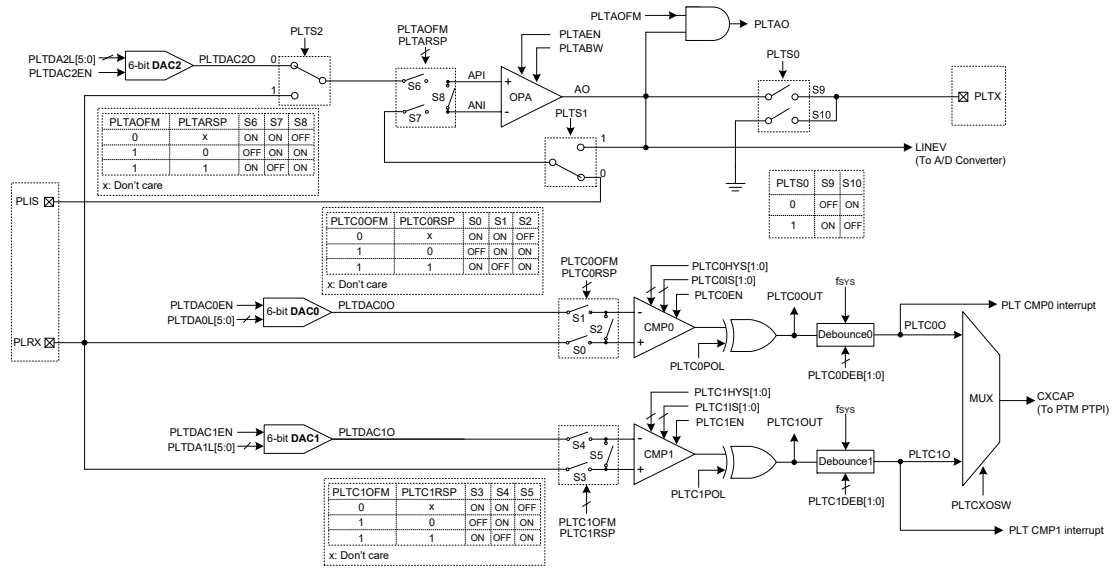 PLTAOFM
PLTAO
PLTS2
PLTAOFM
PLTARSP
PLTAEN
PLTABW
PLTDA2L[5:0]
PLTDAC2EN
6-bit DAC2
PLTDAC2O
0
1
S6
S7
S8
API
ANI
+
-
OPA
AO
PLTS1
1
0
PLTS0
S9
S10
PLTX
LINEV
(To A/D Converter)
PLTAOFM PLTARSP S6 S7 S8
0 x ON ON OFF
1 0 OFF ON ON
1 1 ON OFF ON
x: Don't care
PLTS0 S9 S10
0 OFF ON
1 ON OFF
PLIS
PLRX
PLTC0OFM PLTC0RSP S0 S1 S2
0 x ON ON OFF
1 0 OFF ON ON
1 1 ON OFF ON
x: Don't care
PLTDAC0EN
PLTDA0L[5:0]
6-bit DAC0
PLTDAC0O
PLTC0OFM
PLTC0RSP
S1
S2
S0
-
+
CMP0
PLTC0HYS[1:0]
PLTC0IS[1:0]
PLTC0EN
PLTC0POL
PLTC0OUT
fSYS
Debounce0
PLTC0DEB[1:0]
PLTC0O
PLT CMP0 interrupt
MUX
CXCAP
(To PTM PTPI)
PLTCXOSW
PLTDAC1EN
PLTDA1L[5:0]
6-bit DAC1
PLTDAC1O
S4
S5
S3
PLTC1OFM
PLTC1RSP
-
+
CMP1
PLTC1HYS[1:0]
PLTC1IS[1:0]
PLTC1EN
PLTC1POL
PLTC1OUT
fSYS
Debounce1
PLTC1DEB[1:0]
PLTC1O
PLT CMP1 interrupt
PLTC1OFM PLTC1RSP S3 S4 S5
0 x ON ON OFF
1 0 OFF ON ON
1 1 ON OFF ON
x: Don't care